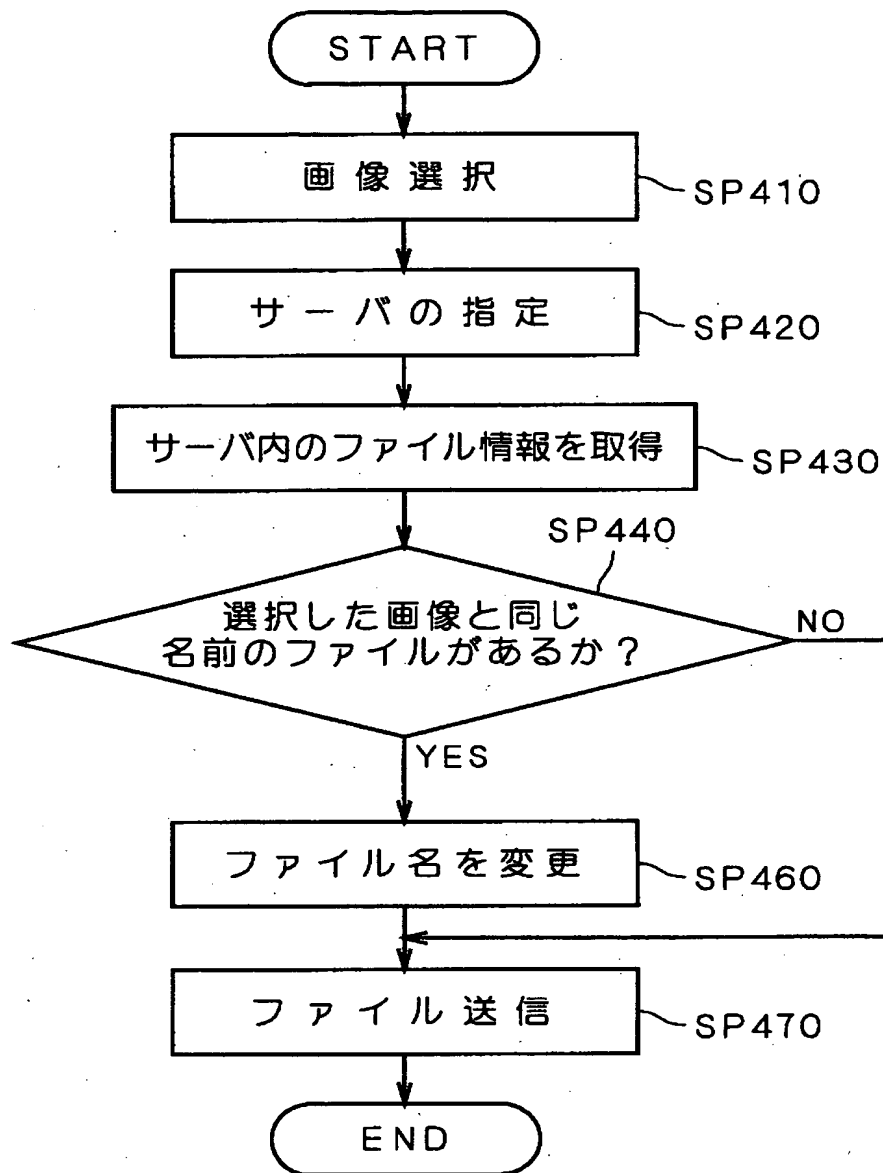 START
画像選択
SP410
サーバの指定
SP420
サーバ内のファイル情報を取得
SP430
SP440
選択した画像と同じ
名前のファイルがあるか？
NO
YES
ファイル名を変更
SP460
ファイル送信
SP470
END